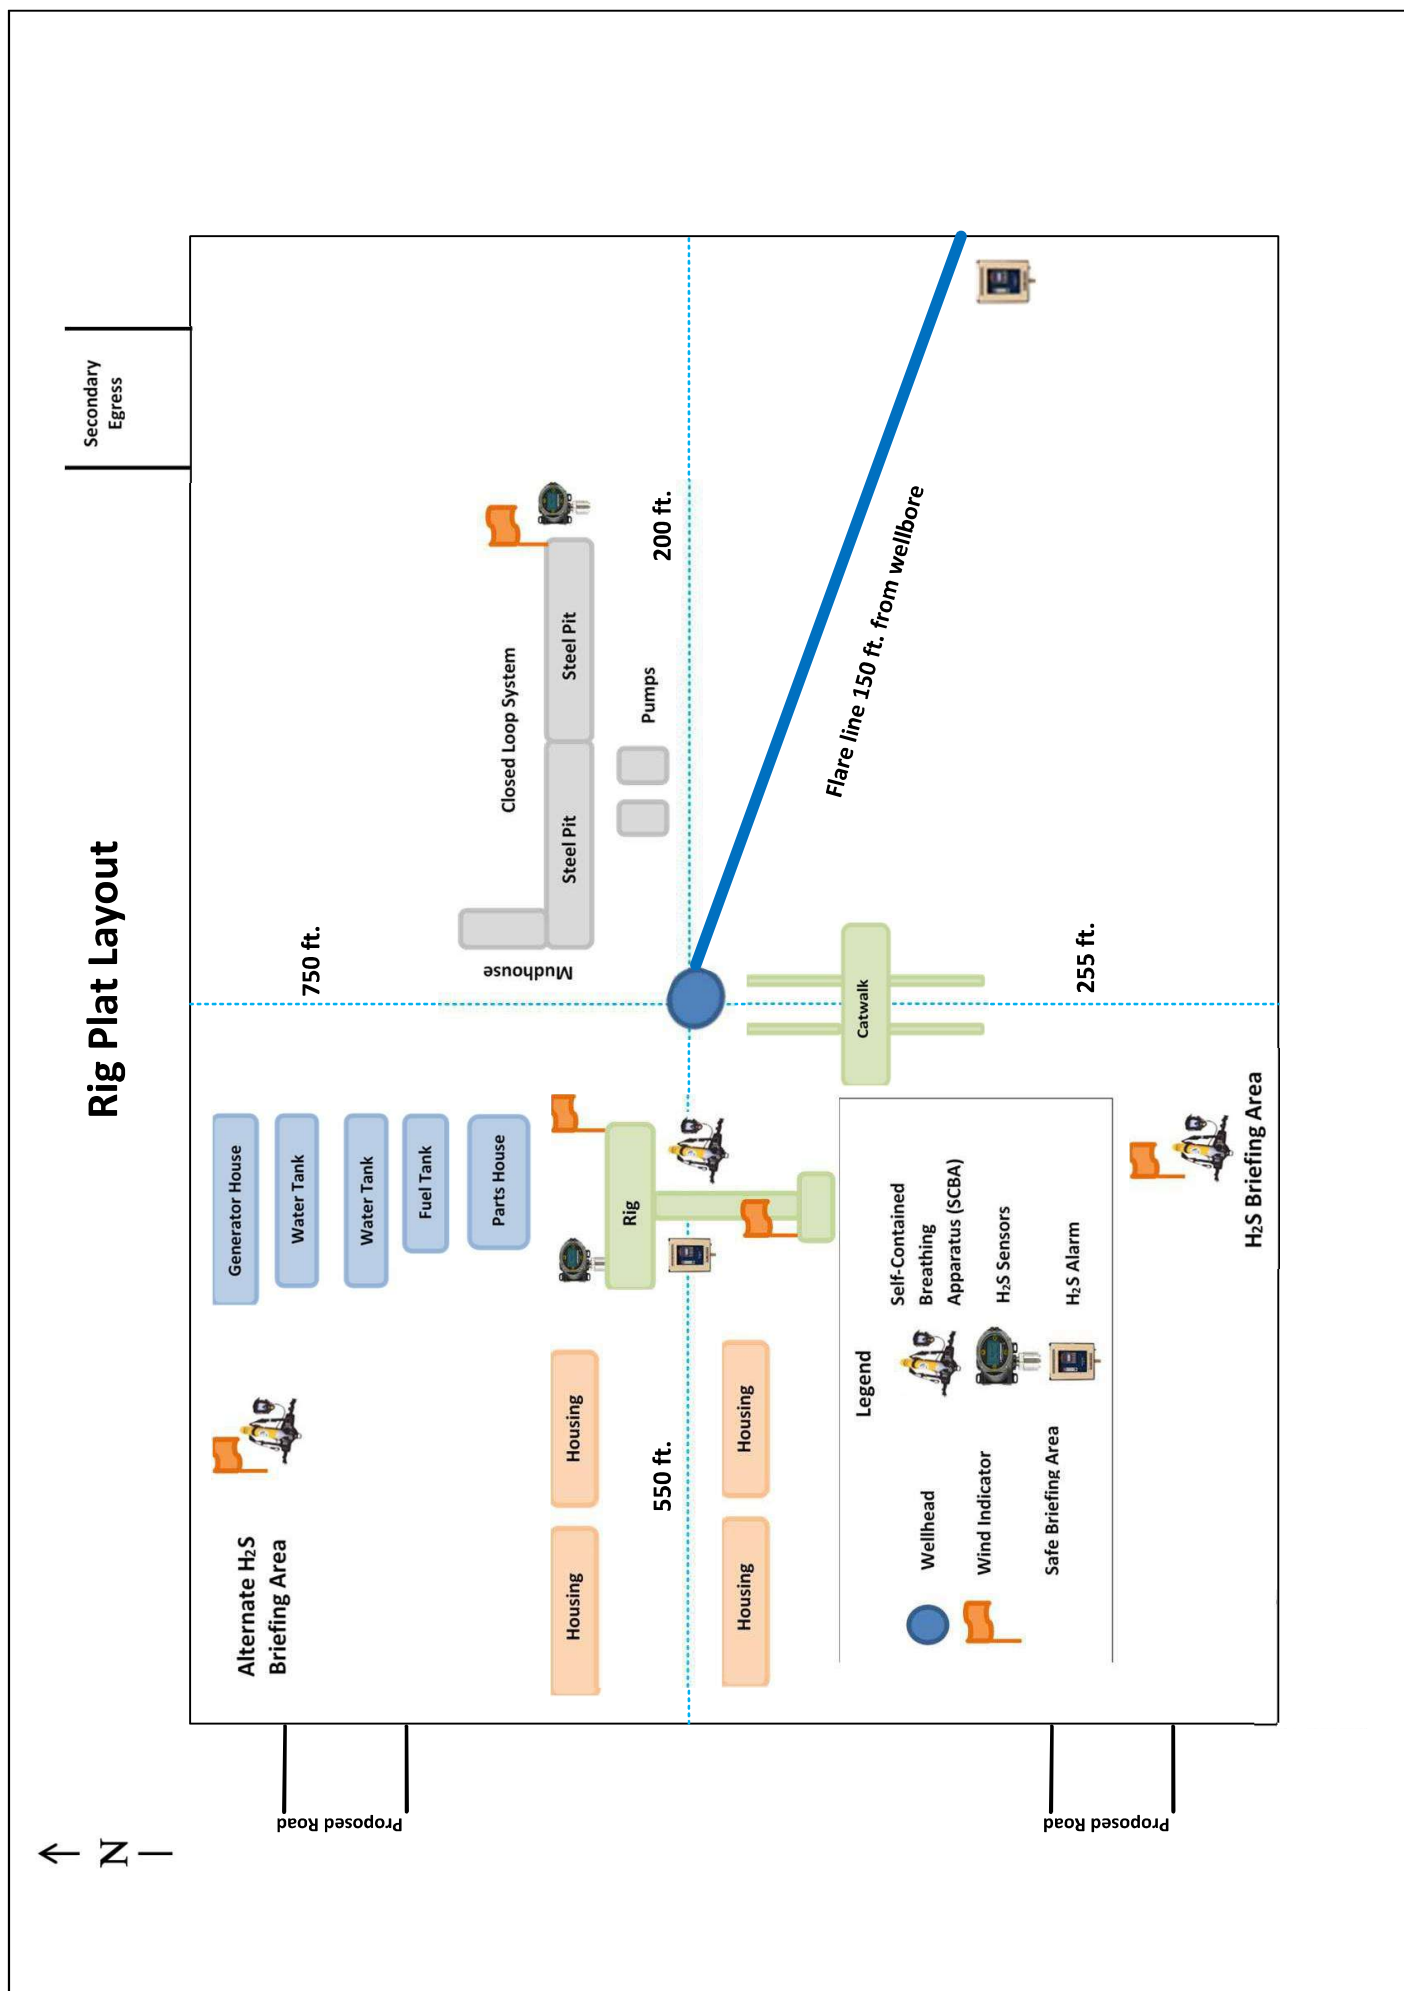 Rig Plat Layout
N
Secondary
Egress
Proposed Road
Proposed Road
Alternate H₂S
Briefing Area
Generator House
Water Tank
Water Tank
Fuel Tank
Parts House
750 ft.
Mudhouse
Closed Loop System
Steel Pit
Steel Pit
Pumps
200 ft.
Housing
Housing
550 ft.
Housing
Housing
Rig
Catwalk
Flare line 150 ft. from wellbore
255 ft.
Legend
Wellhead
Wind Indicator
Safe Briefing Area
Self-Contained
Breathing
Apparatus (SCBA)
H₂S Sensors
H₂S Alarm
H₂S Briefing Area